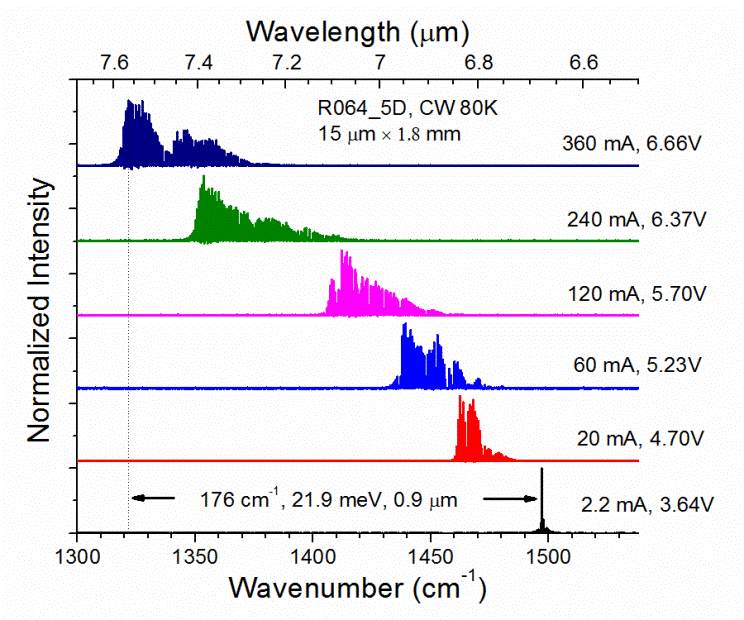 Wavelength (μm)
7.6 7.4 7.2 7 6.8 6.6
R064_5D, CW 80K
15 μm × 1.8 mm
360 mA, 6.66V
240 mA, 6.37V
120 mA, 5.70V
60 mA, 5.23V
20 mA, 4.70V
176 cm⁻¹, 21.9 meV, 0.9 μm
2.2 mA, 3.64V
Normalized Intensity
1300 1350 1400 1450 1500
Wavenumber (cm⁻¹)